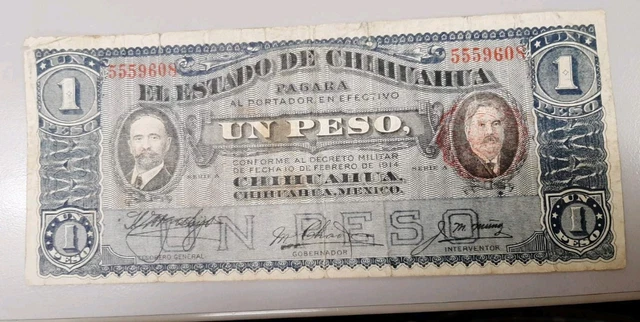 UN
1
PESO
5559608
5559608
UN
1
PESO
EL ESTADO DE CHIHUAHUA
PAGARA
AL PORTADOR, EN EFECTIVO
UN PESO,
CONFORME AL DECRETO MILITAR
DE FECHA 10 DE FEBRERO DE 1914
SERIE A
SERIE A
CHIHUAHUA,
CHIHUAHUA, MEXICO.
UN PESO
UN
1
PESO
TESORERO GENERAL
GOBERNADOR
INTERVENTOR
UN
1
PESO